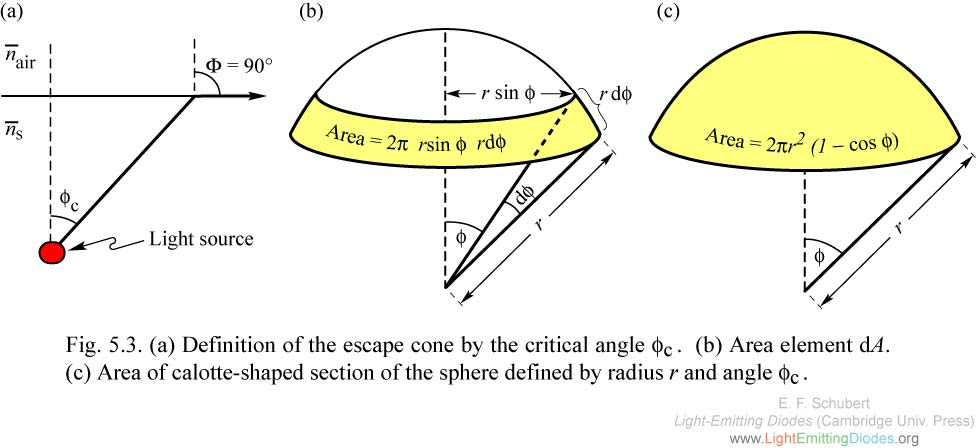 (a)
n̅air
n̅s
Φ = 90°
ϕc
Light source
(b)
r sin ϕ
r dϕ
Area = 2π rsin ϕ rdϕ
dϕ
ϕ
r
(c)
Area = 2πr² (1 – cos ϕ)
ϕ
r
Fig. 5.3. (a) Definition of the escape cone by the critical angle ϕc. (b) Area element dA.
(c) Area of calotte-shaped section of the sphere defined by radius r and angle ϕc.
E. F. Schubert
Light-Emitting Diodes (Cambridge Univ. Press)
www.LightEmittingDiodes.org